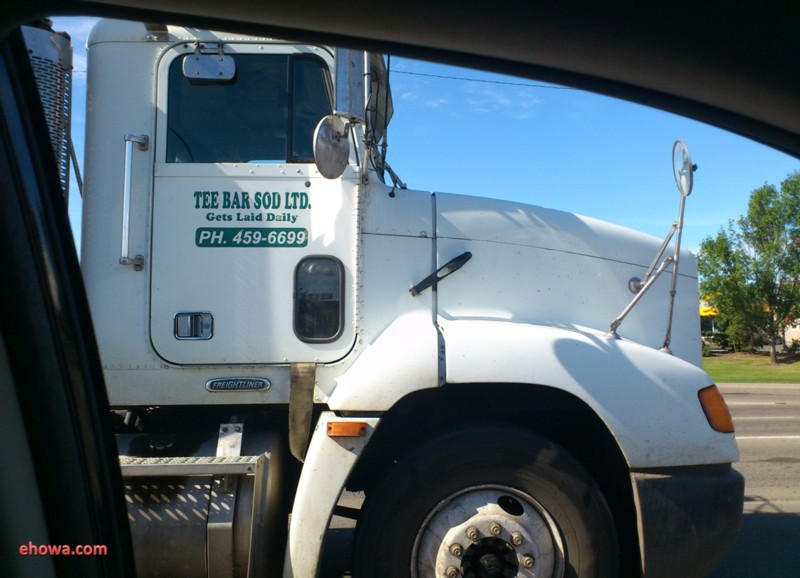 TEE BAR SOD LTD.
Gets Laid Daily
PH. 459-6699
FREIGHTLINER
ehowa.com